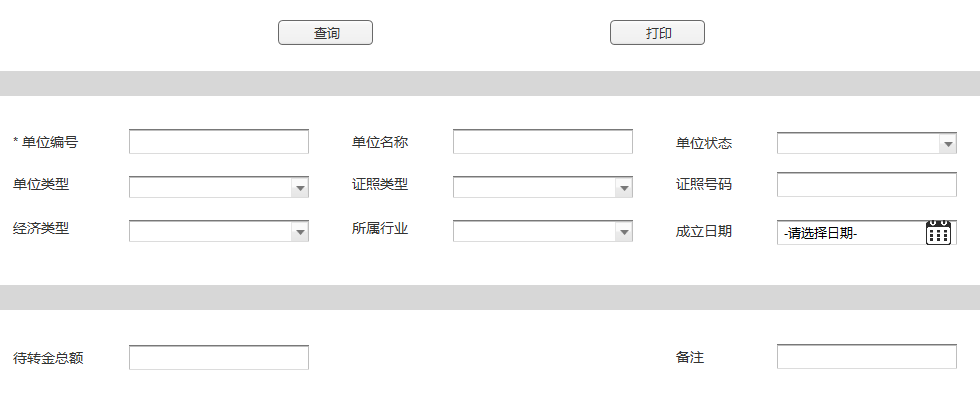 查询 打印
* 单位编号 单位名称 单位状态
单位类型 证照类型 证照号码
经济类型 所属行业 成立日期 -请选择日期-
待转金总额 备注